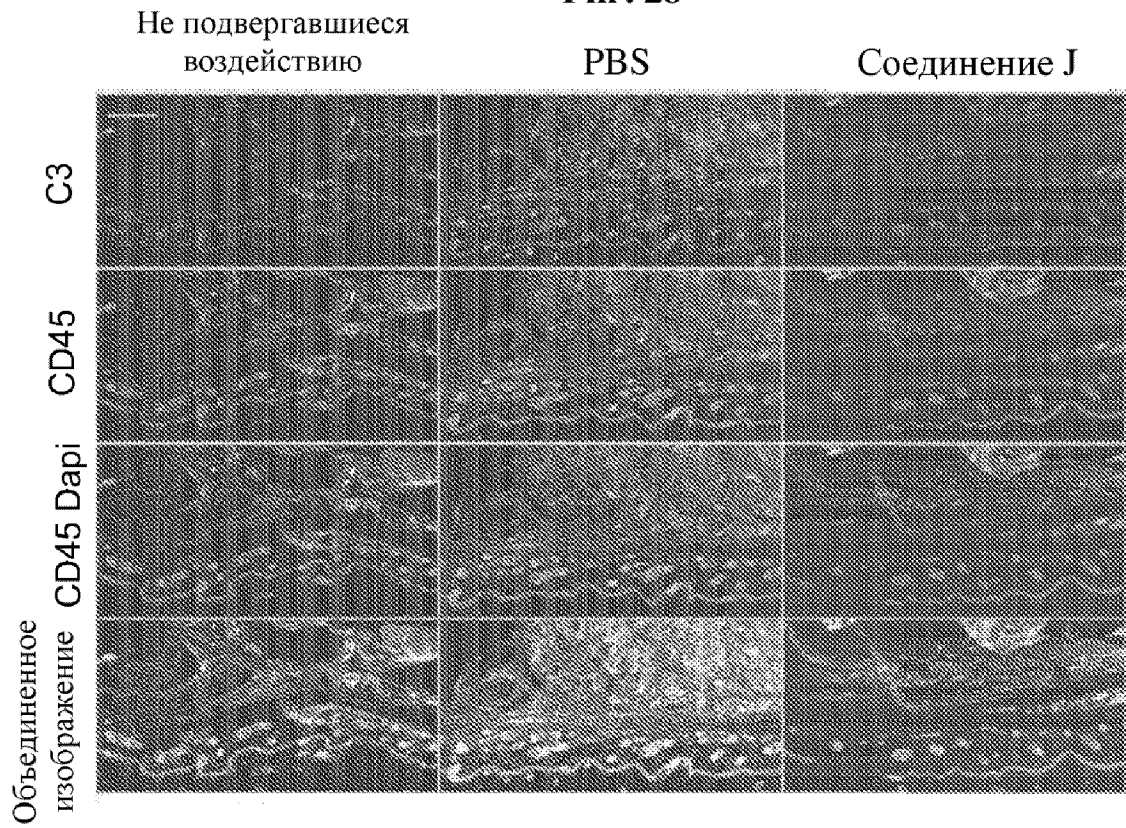 Не подвергавшиеся
воздействию
PBS
Соединение J
C3
CD45
CD45 Dapi
Объединенное
изображение